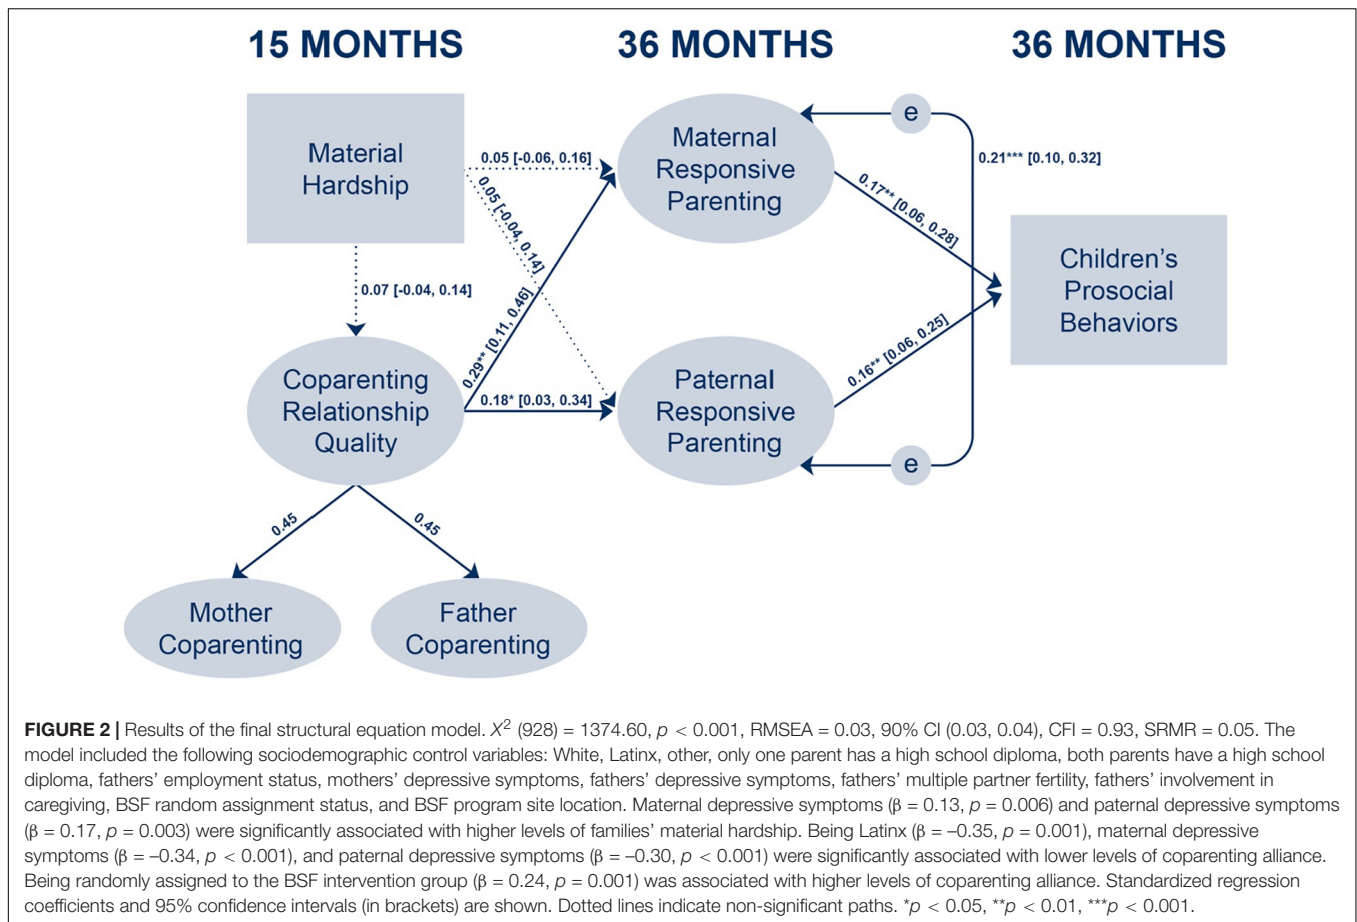 15 MONTHS
36 MONTHS
36 MONTHS
Material
Hardship
Maternal
Responsive
Parenting
e
0.21*** [0.10, 0.32]
0.05 [-0.06, 0.16]
0.05 [-0.04, 0.14]
0.17** [0.06, 0.28]
Children’s
Prosocial
Behaviors
0.07 [-0.04, 0.14]
0.29** [0.11, 0.46]
0.16** [0.06, 0.25]
Coparenting
Relationship
Quality
0.18* [0.03, 0.34]
Paternal
Responsive
Parenting
e
0.45
0.45
Mother
Coparenting
Father
Coparenting
FIGURE 2 | Results of the final structural equation model. X² (928) = 1374.60, p < 0.001, RMSEA = 0.03, 90% CI (0.03, 0.04), CFI = 0.93, SRMR = 0.05. The
model included the following sociodemographic control variables: White, Latinx, other, only one parent has a high school diploma, both parents have a high school
diploma, fathers’ employment status, mothers’ depressive symptoms, fathers’ depressive symptoms, fathers’ multiple partner fertility, fathers’ involvement in
caregiving, BSF random assignment status, and BSF program site location. Maternal depressive symptoms (β = 0.13, p = 0.006) and paternal depressive symptoms
(β = 0.17, p = 0.003) were significantly associated with higher levels of families’ material hardship. Being Latinx (β = –0.35, p = 0.001), maternal depressive
symptoms (β = –0.34, p < 0.001), and paternal depressive symptoms (β = –0.30, p < 0.001) were significantly associated with lower levels of coparenting alliance.
Being randomly assigned to the BSF intervention group (β = 0.24, p = 0.001) was associated with higher levels of coparenting alliance. Standardized regression
coefficients and 95% confidence intervals (in brackets) are shown. Dotted lines indicate non-significant paths. *p < 0.05, **p < 0.01, ***p < 0.001.